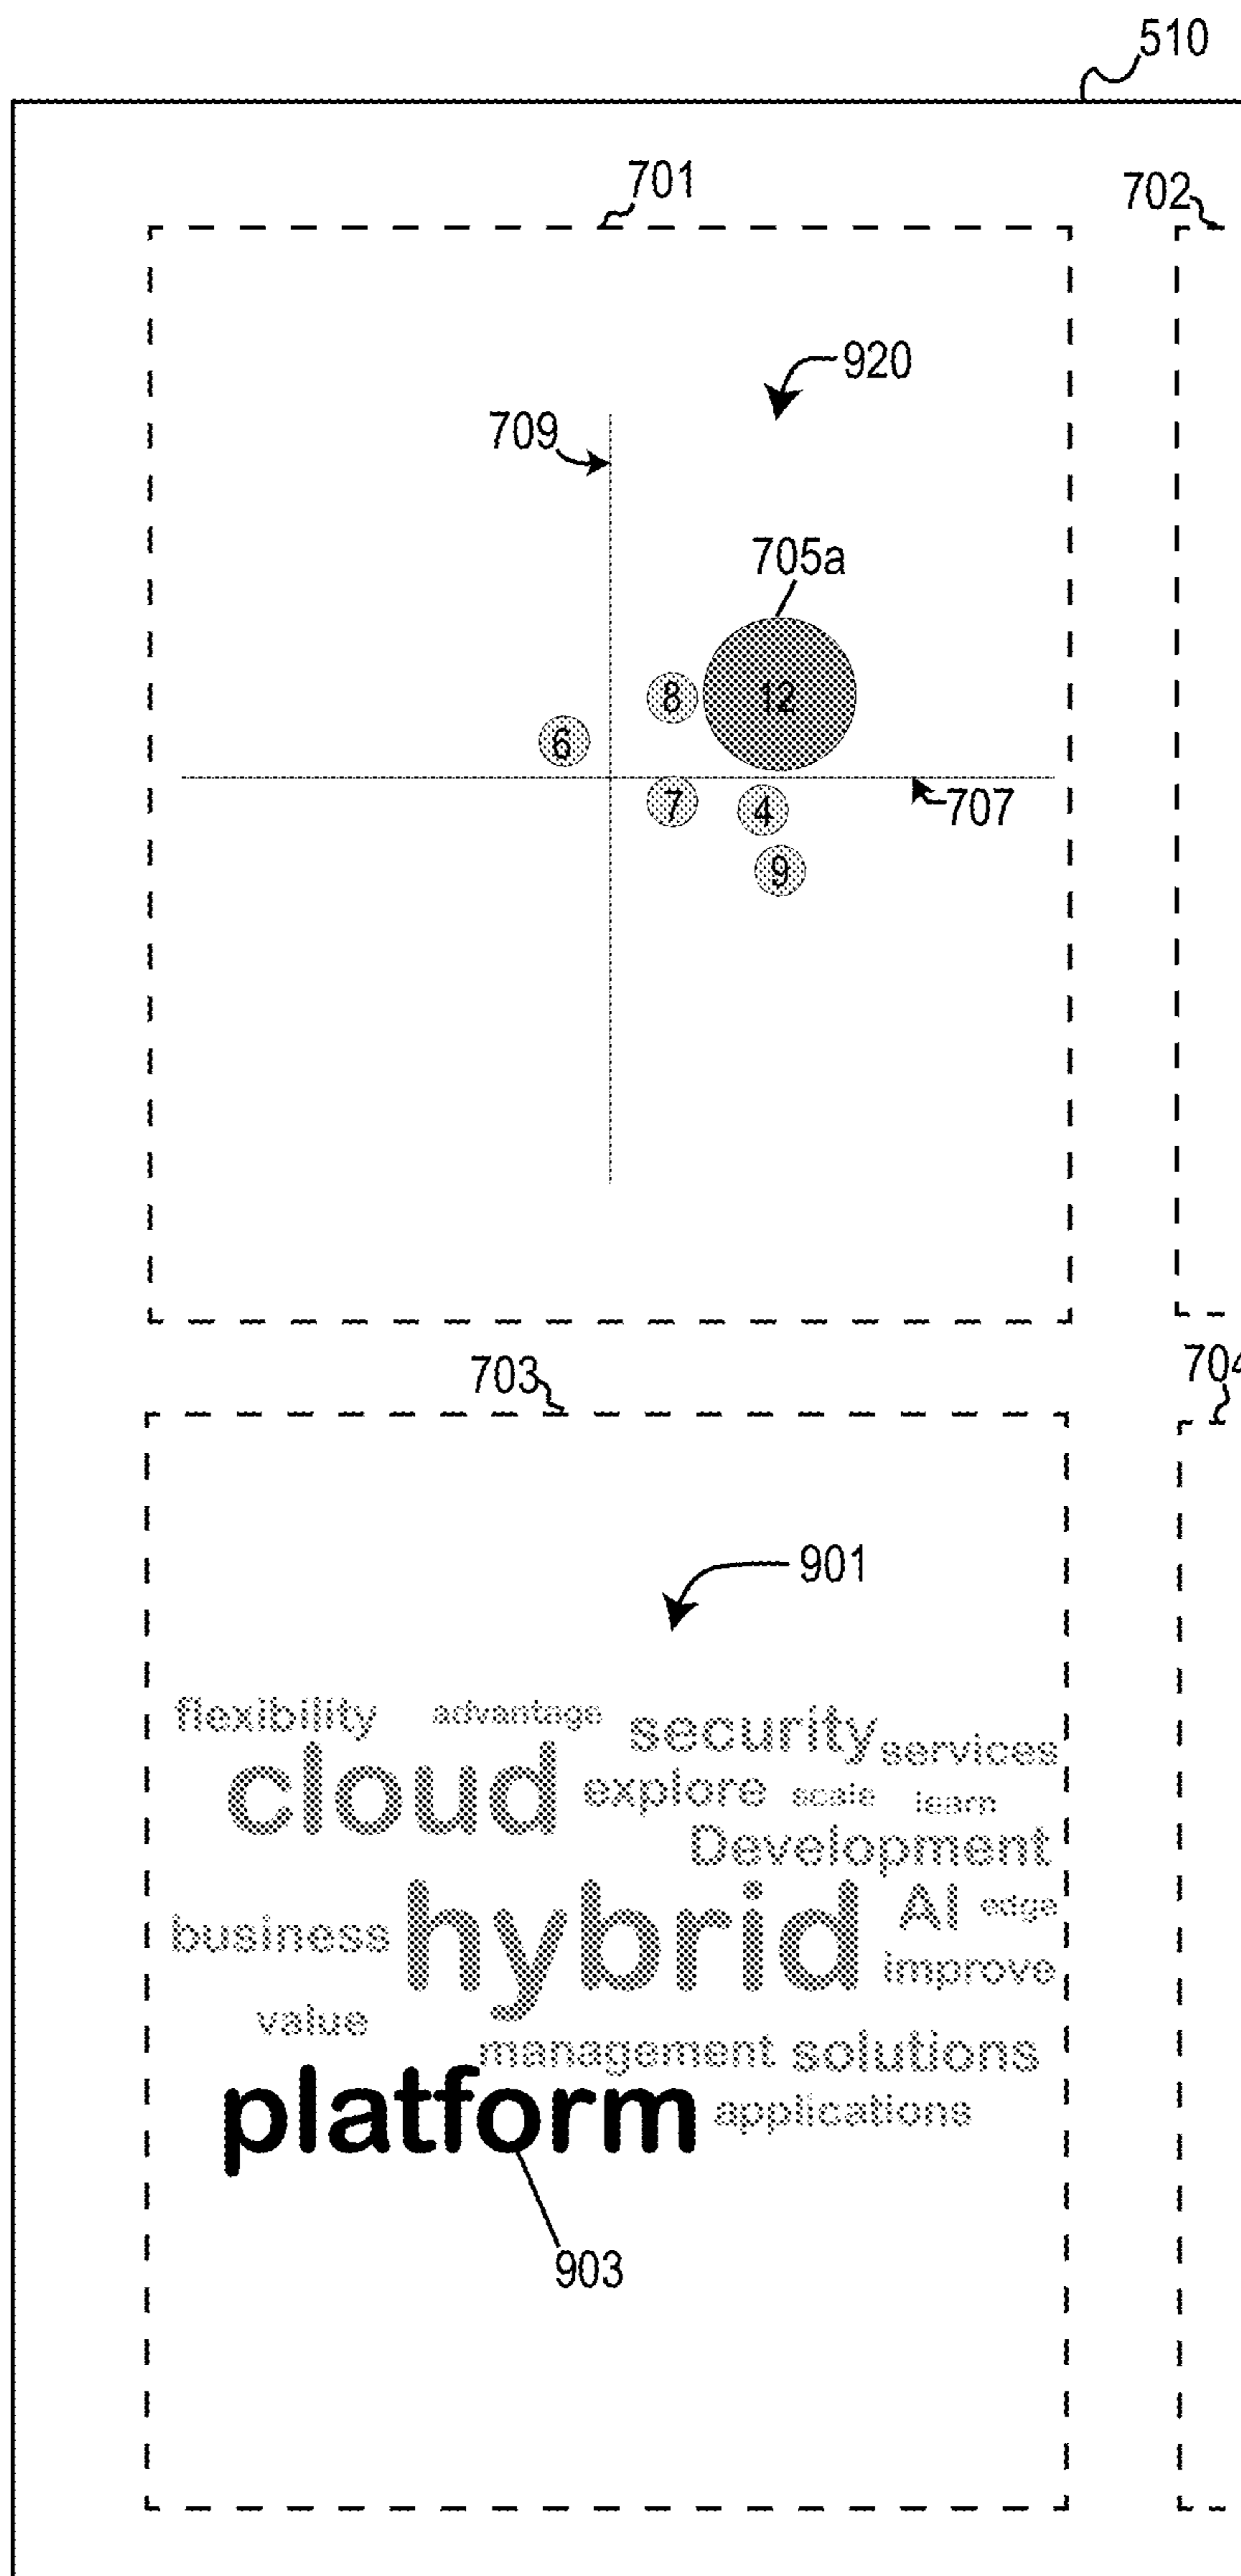 510
701
702
920
709
705a
8
12
6
7
4
707
9
703
901
flexibility
advantage
security
services
cloud
explore
scale
learn
Development
business
hybrid
AI
edge
improve
value
management
solutions
platform
applications
903